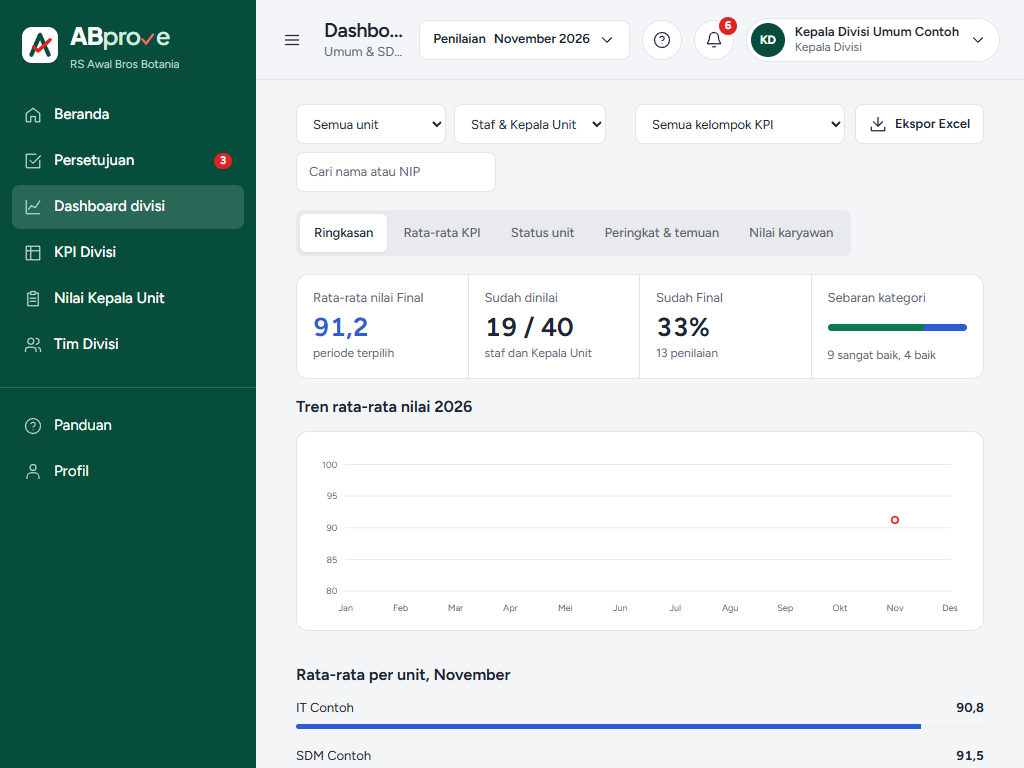 ABprove
RS Awal Bros Botania
Beranda
Persetujuan 3
Dashboard divisi
KPI Divisi
Nilai Kepala Unit
Tim Divisi
Panduan
Profil
Dashbo...
Umum & SD...
Penilaian November 2026
6
KD
Kepala Divisi Umum Contoh
Kepala Divisi
Semua unit
Staf & Kepala Unit
Semua kelompok KPI
Ekspor Excel
Cari nama atau NIP
Ringkasan
Rata-rata KPI
Status unit
Peringkat & temuan
Nilai karyawan
Rata-rata nilai Final
91,2
periode terpilih
Sudah dinilai
19 / 40
staf dan Kepala Unit
Sudah Final
33%
13 penilaian
Sebaran kategori
9 sangat baik, 4 baik
Tren rata-rata nilai 2026
100
95
90
85
80
Jan Feb Mar Apr Mei Jun Jul Agu Sep Okt Nov Des
Rata-rata per unit, November
IT Contoh 90,8
SDM Contoh 91,5